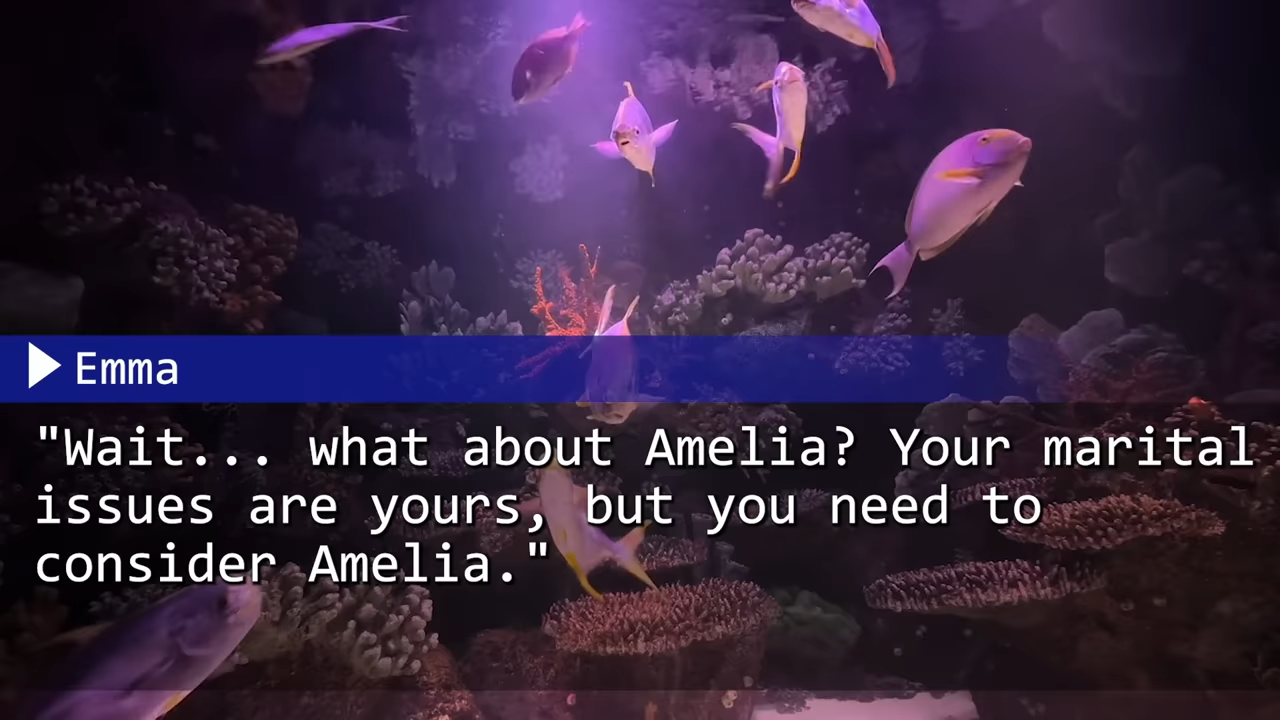 Emma
"Wait... what about Amelia? Your marital
issues are yours, but you need to
consider Amelia."